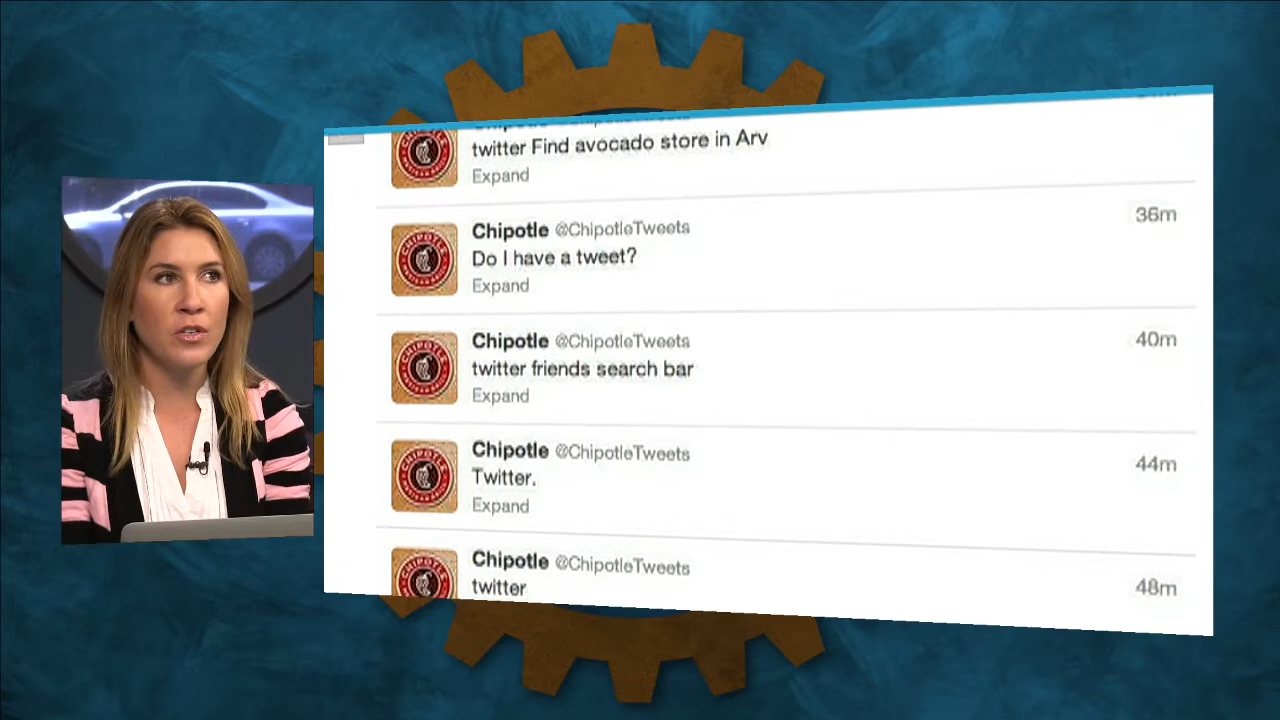 twitter Find avocado store in Arv
Expand
Chipotle @ChipotleTweets 36m
Do I have a tweet?
Expand
Chipotle @ChipotleTweets 40m
twitter friends search bar
Expand
Chipotle @ChipotleTweets 44m
Twitter.
Expand
Chipotle @ChipotleTweets 48m
twitter